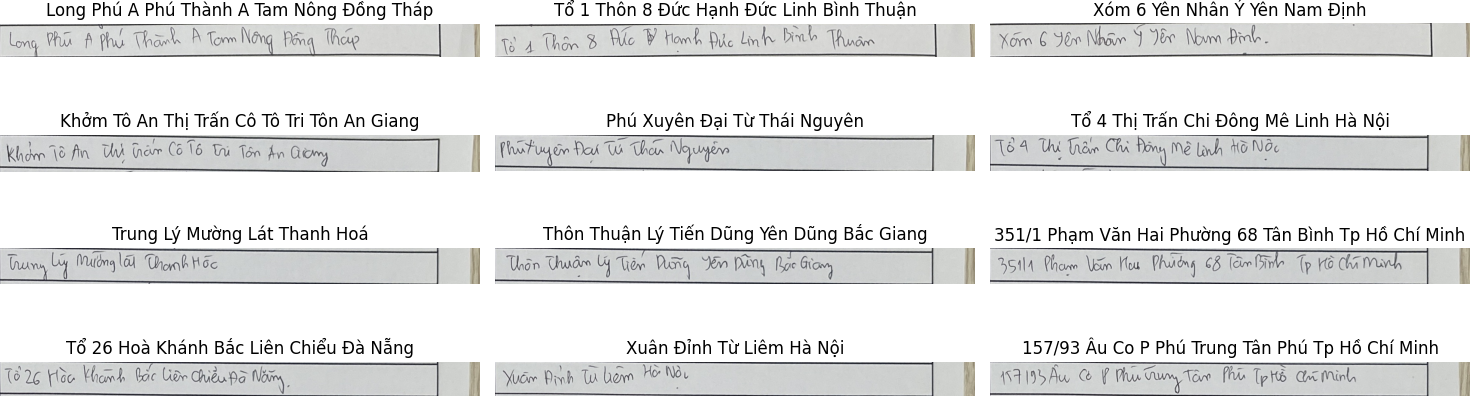 Long Phú A Phú Thành A Tam Nông Đồng Tháp
Long Phú A Phú Thành A Tam Nông Đồng Tháp
Tổ 1 Thôn 8 Đức Hạnh Đức Linh Bình Thuận
Tổ 1 Thôn 8 Đức Hạnh Đức Linh Bình Thuận
Xóm 6 Yên Nhân Ý Yên Nam Định
Xóm 6 Yên Nhân Ý Yên Nam Định.
Khởm Tô An Thị Trấn Cô Tô Tri Tôn An Giang
Khởm Tô An Thị Trấn Cô Tô Tri Tôn An Giang
Phú Xuyên Đại Từ Thái Nguyên
Phú Xuyên Đại Từ Thái Nguyên
Tổ 4 Thị Trấn Chi Đông Mê Linh Hà Nội
Tổ 4 Thị Trấn Chi Đông Mê Linh Hà Nội
Trung Lý Mường Lát Thanh Hoá
Trung Lý Mường Lát Thanh Hoá
Thôn Thuận Lý Tiến Dũng Yên Dũng Bắc Giang
Thôn Thuận Lý Tiến Dũng Yên Dũng Bắc Giang
351/1 Phạm Văn Hai Phường 68 Tân Bình Tp Hồ Chí Minh
351/1 Phạm Văn Hai Phường 68 Tân Bình Tp Hồ Chí Minh
Tổ 26 Hoà Khánh Bắc Liên Chiểu Đà Nẵng
Tổ 26 Hoà Khánh Bắc Liên Chiểu Đà Nẵng.
Xuân Đỉnh Từ Liêm Hà Nội
Xuân Đỉnh Từ Liêm Hà Nội
157/93 Âu Co P Phú Trung Tân Phú Tp Hồ Chí Minh
157/93 Âu Co P Phú Trung Tân Phú Tp Hồ Chí Minh